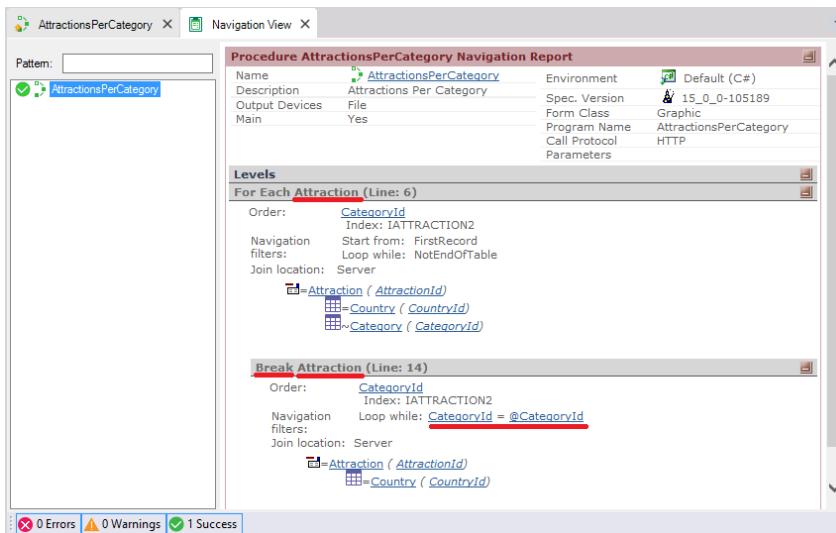 AttractionsPerCategory X Navigation View X
Pattern:
AttractionsPerCategory
Procedure AttractionsPerCategory Navigation Report
Name AttractionsPerCategory
Description Attractions Per Category
Output Devices File
Main Yes
Environment Default (C#)
Spec. Version 15_0_0-105189
Form Class Graphic
Program Name AttractionsPerCategory
Call Protocol HTTP
Parameters
Levels
For Each Attraction (Line: 6)
Order: CategoryId
Index: IATTRACTION2
Navigation Start from: FirstRecord
filters: Loop while: NotEndOfTable
Join location: Server
=Attraction ( AttractionId)
=Country ( CountryId)
~Category ( CategoryId)
Break Attraction (Line: 14)
Order: CategoryId
Index: IATTRACTION2
Navigation Loop while: CategoryId = @CategoryId
filters:
Join location: Server
=Attraction ( AttractionId)
=Country ( CountryId)
0 Errors 0 Warnings 1 Success